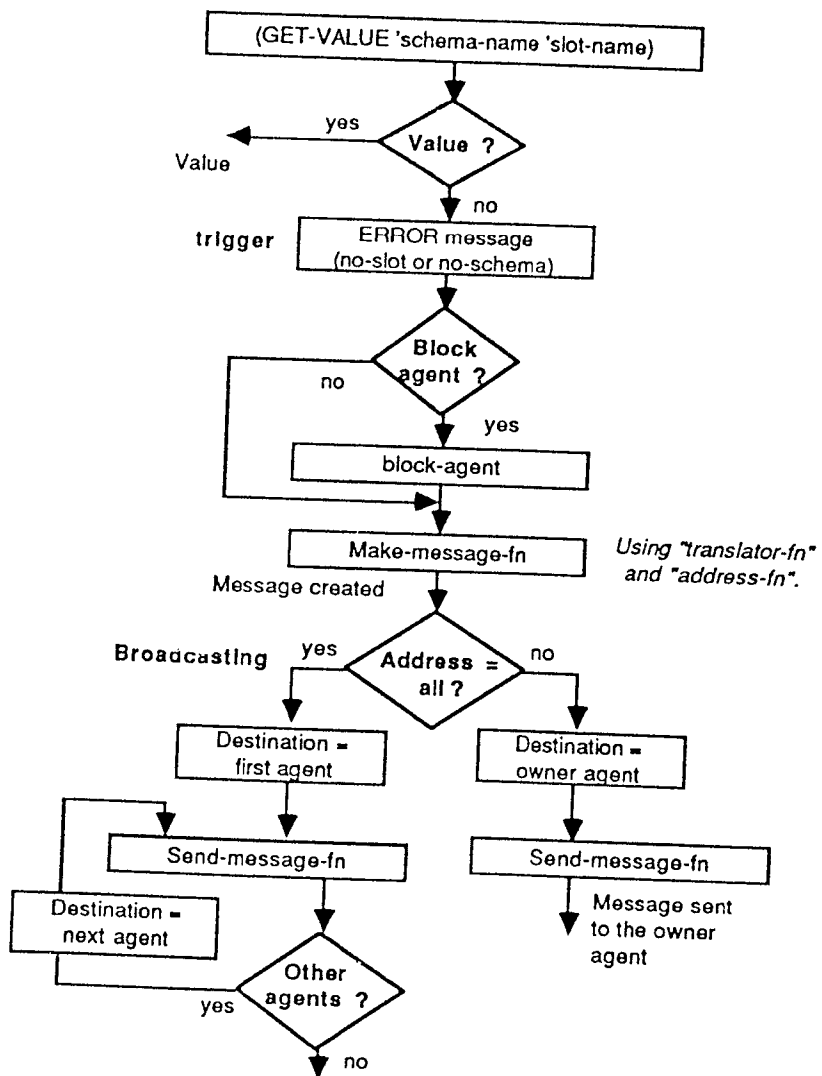 (GET-VALUE 'schema-name 'slot-name)
yes
Value ?
Value
no
trigger
ERROR message
(no-slot or no-schema)
Block
agent ?
no
yes
block-agent
Make-message-fn
Using "translator-fn"
and "address-fn".
Message created
Broadcasting
yes
Address =
all ?
no
Destination =
first agent
Destination =
owner agent
Send-message-fn
Send-message-fn
Destination =
next agent
Message sent
to the owner
agent
Other
agents ?
yes
no